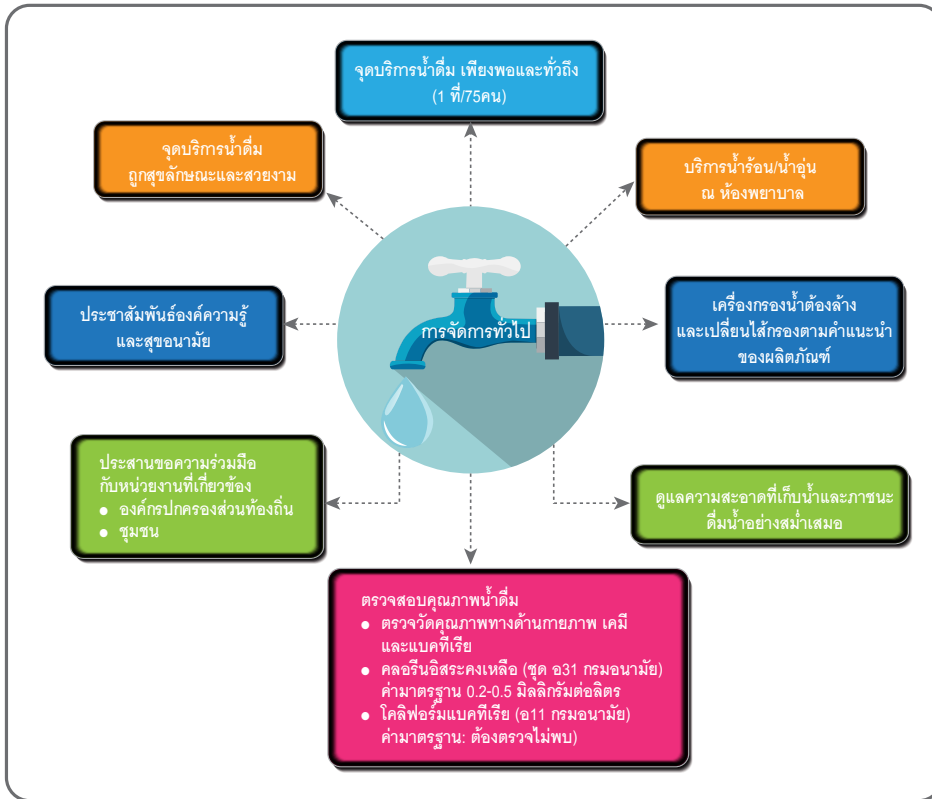 จุดบริการน้ำดื่ม เพียงพอและทั่วถึง
(1 ที่/75คน)
จุดบริการน้ำดื่ม
ถูกสุขลักษณะและสวยงาม
บริการน้ำร้อน/น้ำอุ่น
ณ ห้องพยาบาล
ประชาสัมพันธ์องค์ความรู้
และสุขอนามัย
การจัดการทั่วไป
เครื่องกรองน้ำต้องล้าง
และเปลี่ยนไส้กรองตามคำแนะนำ
ของผลิตภัณฑ์
ประสานขอความร่วมมือ
กับหน่วยงานที่เกี่ยวข้อง
● องค์กรปกครองส่วนท้องถิ่น
● ชุมชน
ดูแลความสะอาดที่เก็บน้ำและภาชนะ
ดื่มน้ำอย่างสม่ำเสมอ
ตรวจสอบคุณภาพน้ำดื่ม
● ตรวจวัดคุณภาพทางด้านกายภาพ เคมี
และแบคทีเรีย
● คลอรีนอิสระคงเหลือ (ชุด อ31 กรมอนามัย)
ค่ามาตรฐาน 0.2-0.5 มิลลิกรัมต่อลิตร
● โคลิฟอร์มแบคทีเรีย (อ11 กรมอนามัย)
ค่ามาตรฐาน: ต้องตรวจไม่พบ)